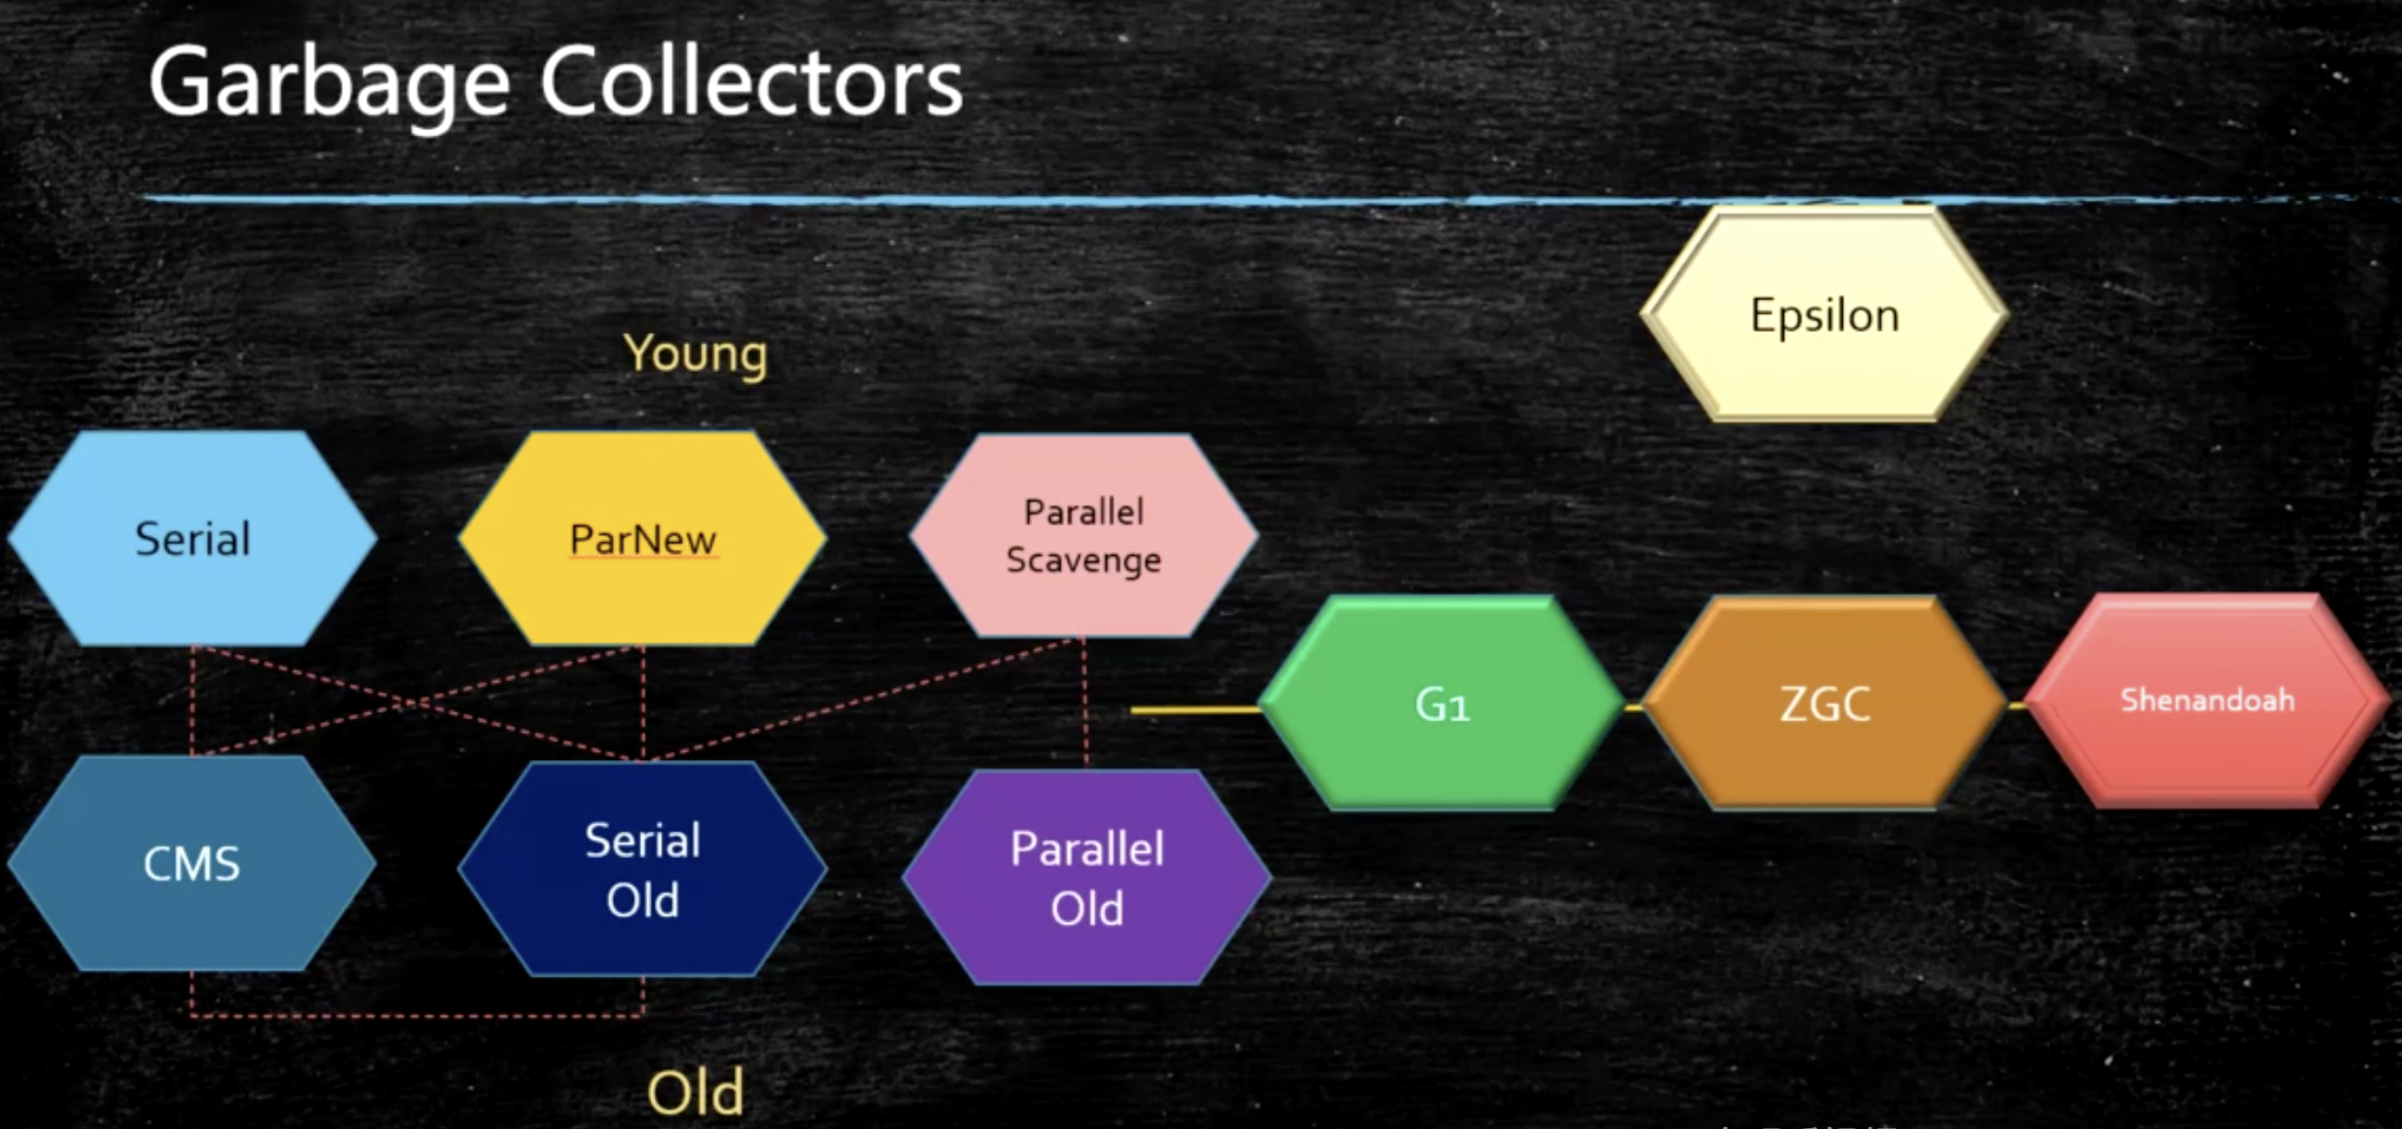 Garbage Collectors
Epsilon
Young
Serial
ParNew
Parallel
Scavenge
G1
ZGC
Shenandoah
CMS
Serial
Old
Parallel
Old
Old